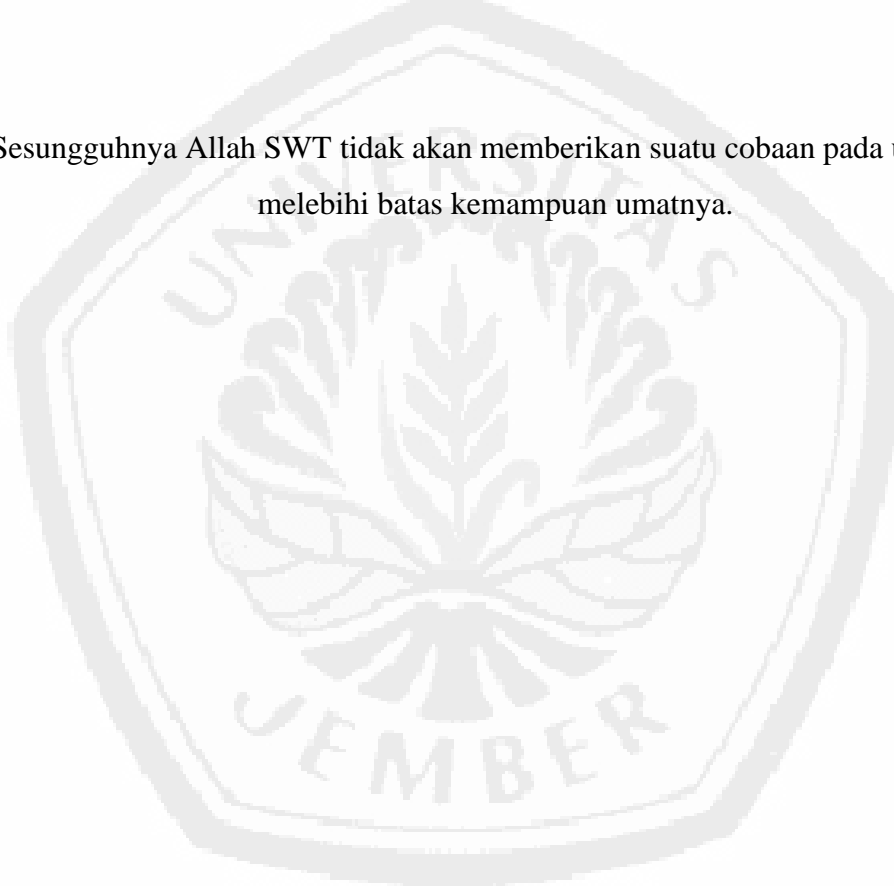 Sesungguhnya Allah SWT tidak akan memberikan suatu cobaan pada
melebihi batas kemampuan umatnya.
UNIVERSITAS
JEMBER